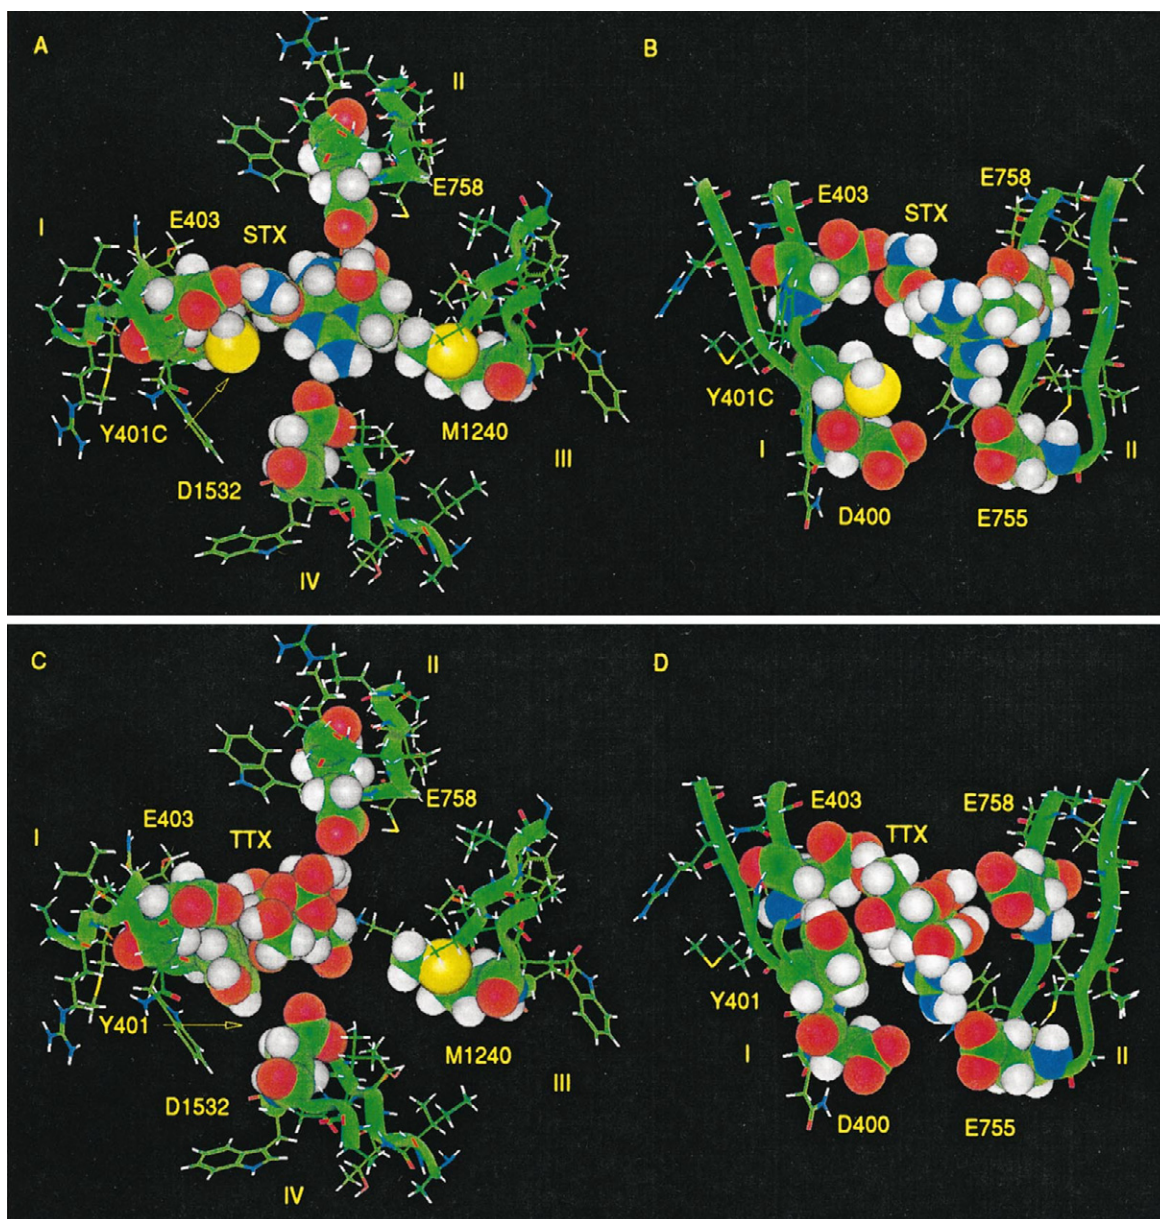 A
II
B
E758
E403
STX
I
E403
STX
E758
Y401C
M1240
III
D1532
IV
Y401C
I
II
D400
E755
C
II
D
E758
E403
TTX
I
E403
TTX
E758
Y401
M1240
III
D1532
IV
Y401
I
II
D400
E755